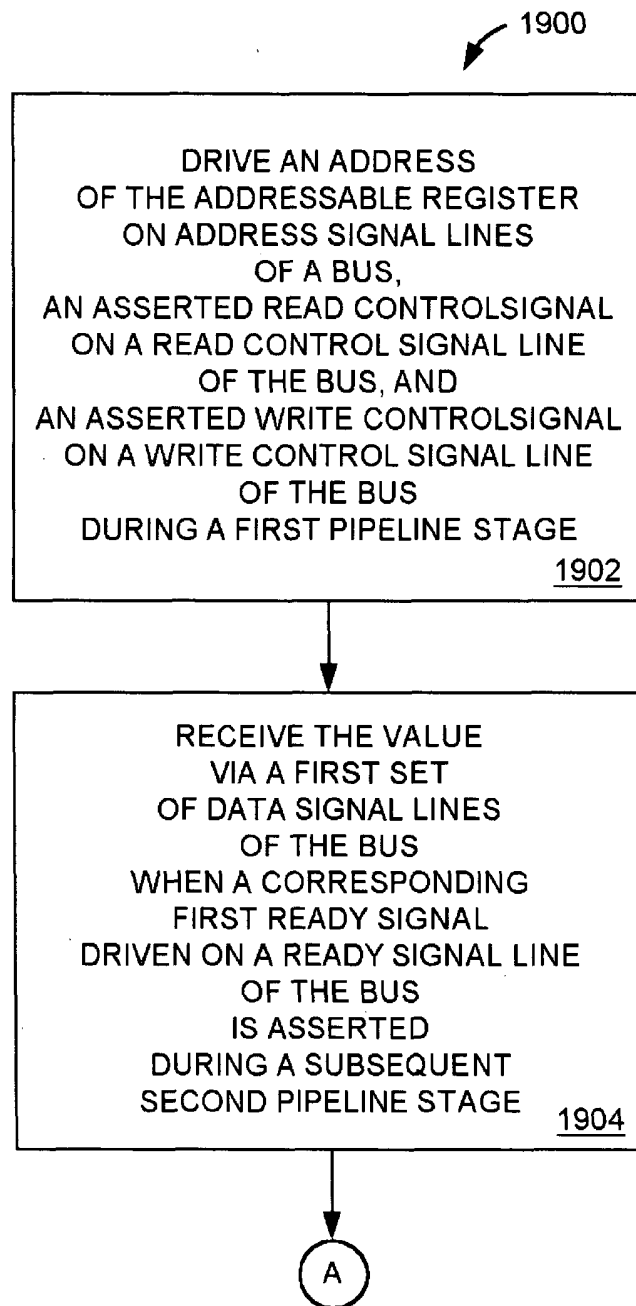 1900
DRIVE AN ADDRESS
OF THE ADDRESSABLE REGISTER
ON ADDRESS SIGNAL LINES
OF A BUS,
AN ASSERTED READ CONTROLSIGNAL
ON A READ CONTROL SIGNAL LINE
OF THE BUS, AND
AN ASSERTED WRITE CONTROLSIGNAL
ON A WRITE CONTROL SIGNAL LINE
OF THE BUS
DURING A FIRST PIPELINE STAGE
1902
RECEIVE THE VALUE
VIA A FIRST SET
OF DATA SIGNAL LINES
OF THE BUS
WHEN A CORRESPONDING
FIRST READY SIGNAL
DRIVEN ON A READY SIGNAL LINE
OF THE BUS
IS ASSERTED
DURING A SUBSEQUENT
SECOND PIPELINE STAGE
1904
A